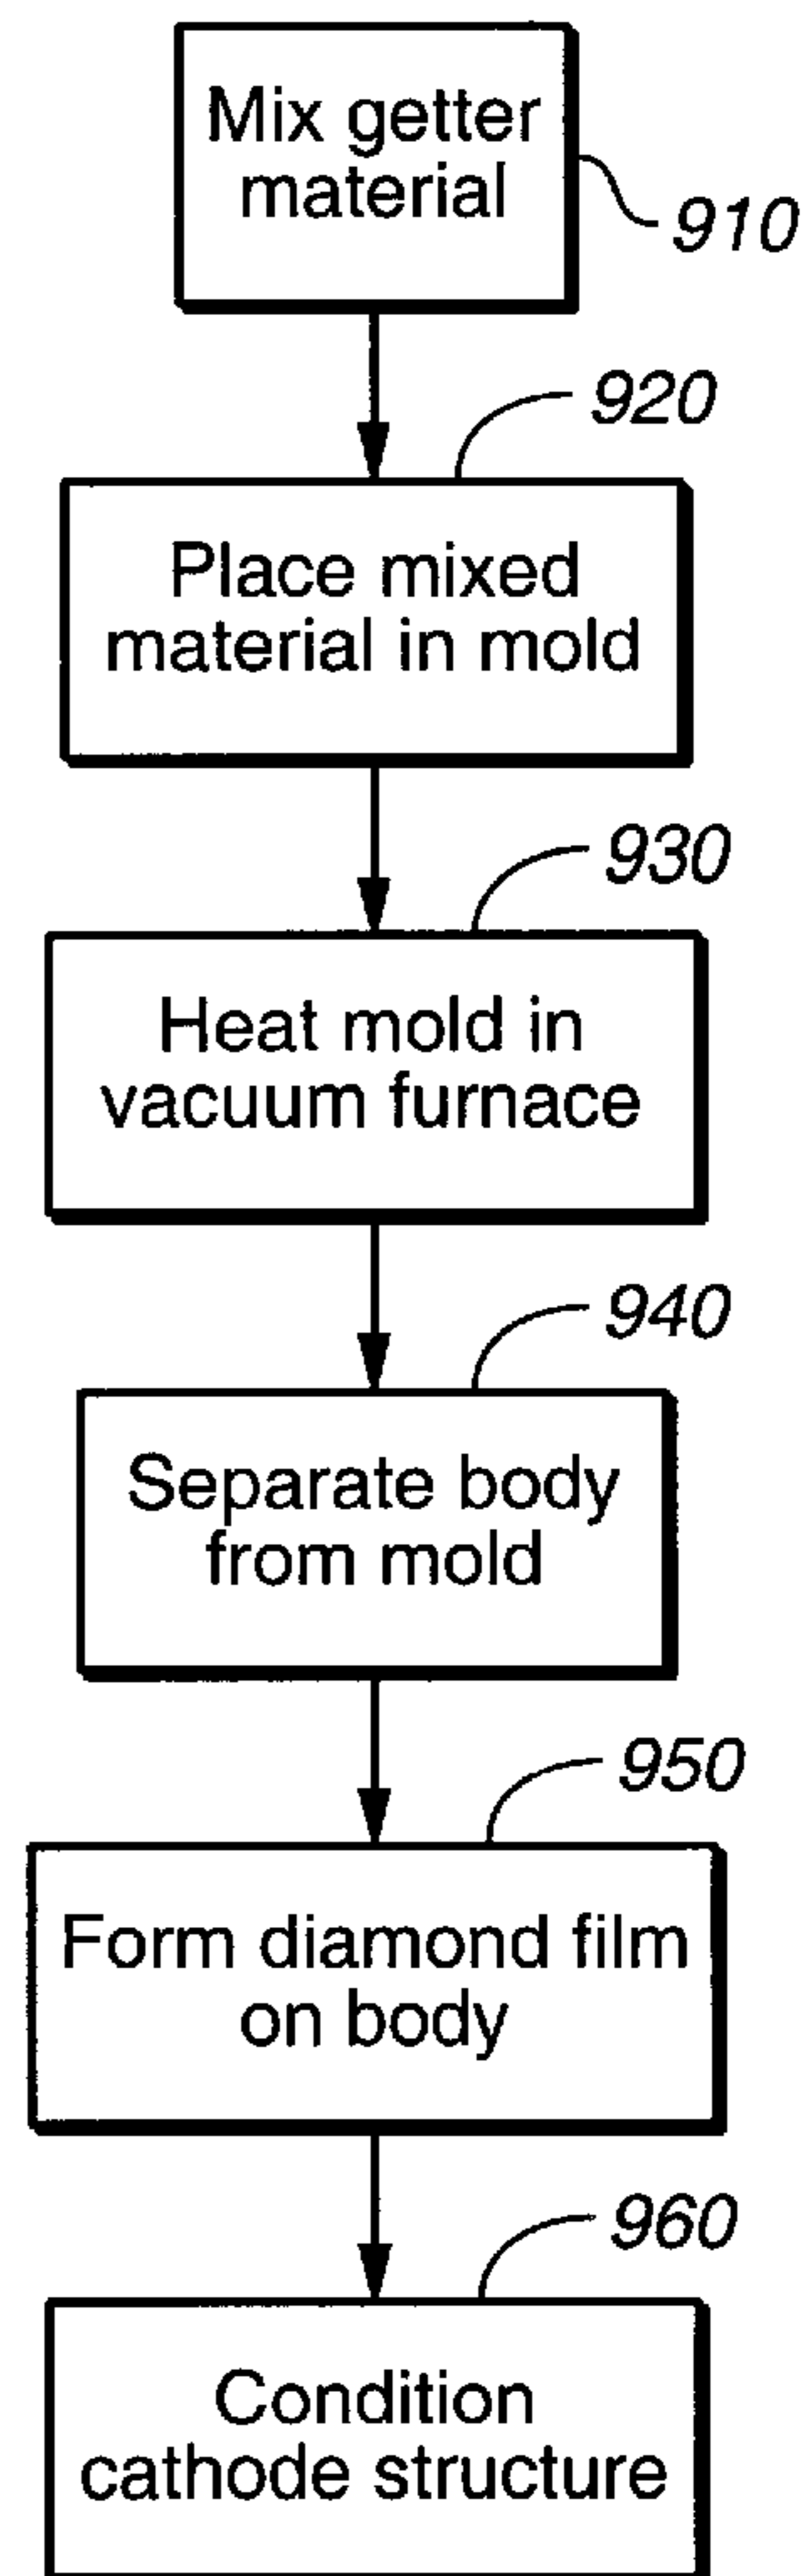 Mix getter
material
910
920
Place mixed
material in mold
930
Heat mold in
vacuum furnace
940
Separate body
from mold
950
Form diamond film
on body
960
Condition
cathode structure